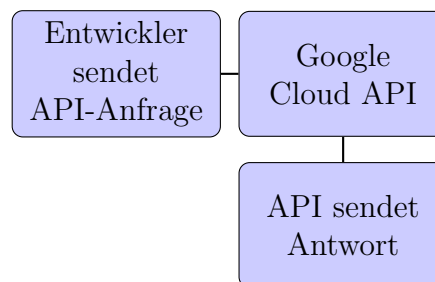 Entwickler
sendet
API-Anfrage
Google
Cloud API
API sendet
Antwort